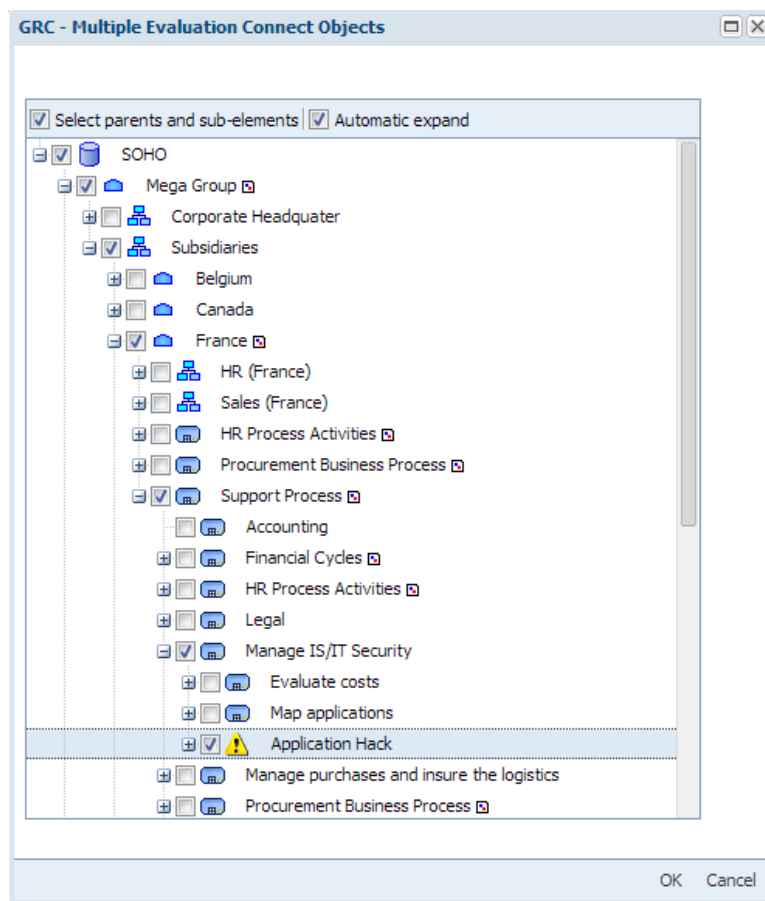 GRC - Multiple Evaluation Connect Objects
Select parents and sub-elements Automatic expand
SOHO
Mega Group
Corporate Headquater
Subsidiaries
Belgium
Canada
France
HR (France)
Sales (France)
HR Process Activities
Procurement Business Process
Support Process
Accounting
Financial Cycles
HR Process Activities
Legal
Manage IS/IT Security
Evaluate costs
Map applications
Application Hack
Manage purchases and insure the logistics
Procurement Business Process
OK Cancel